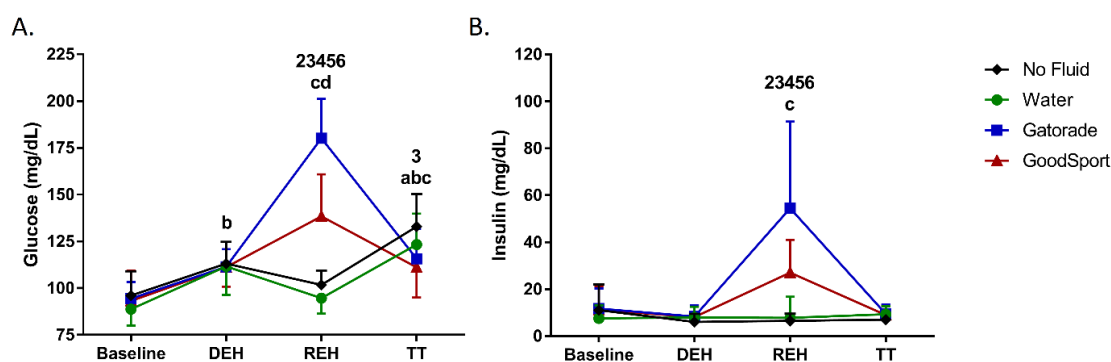 A.
225
200
175
150
125
100
75
Glucose (mg/dL)
b
23456
cd
3
abc
Baseline
DEH
REH
TT
B.
120
100
80
60
40
20
0
Insulin (mg/dL)
23456
c
Baseline
DEH
REH
TT
No Fluid
Water
Gatorade
GoodSport